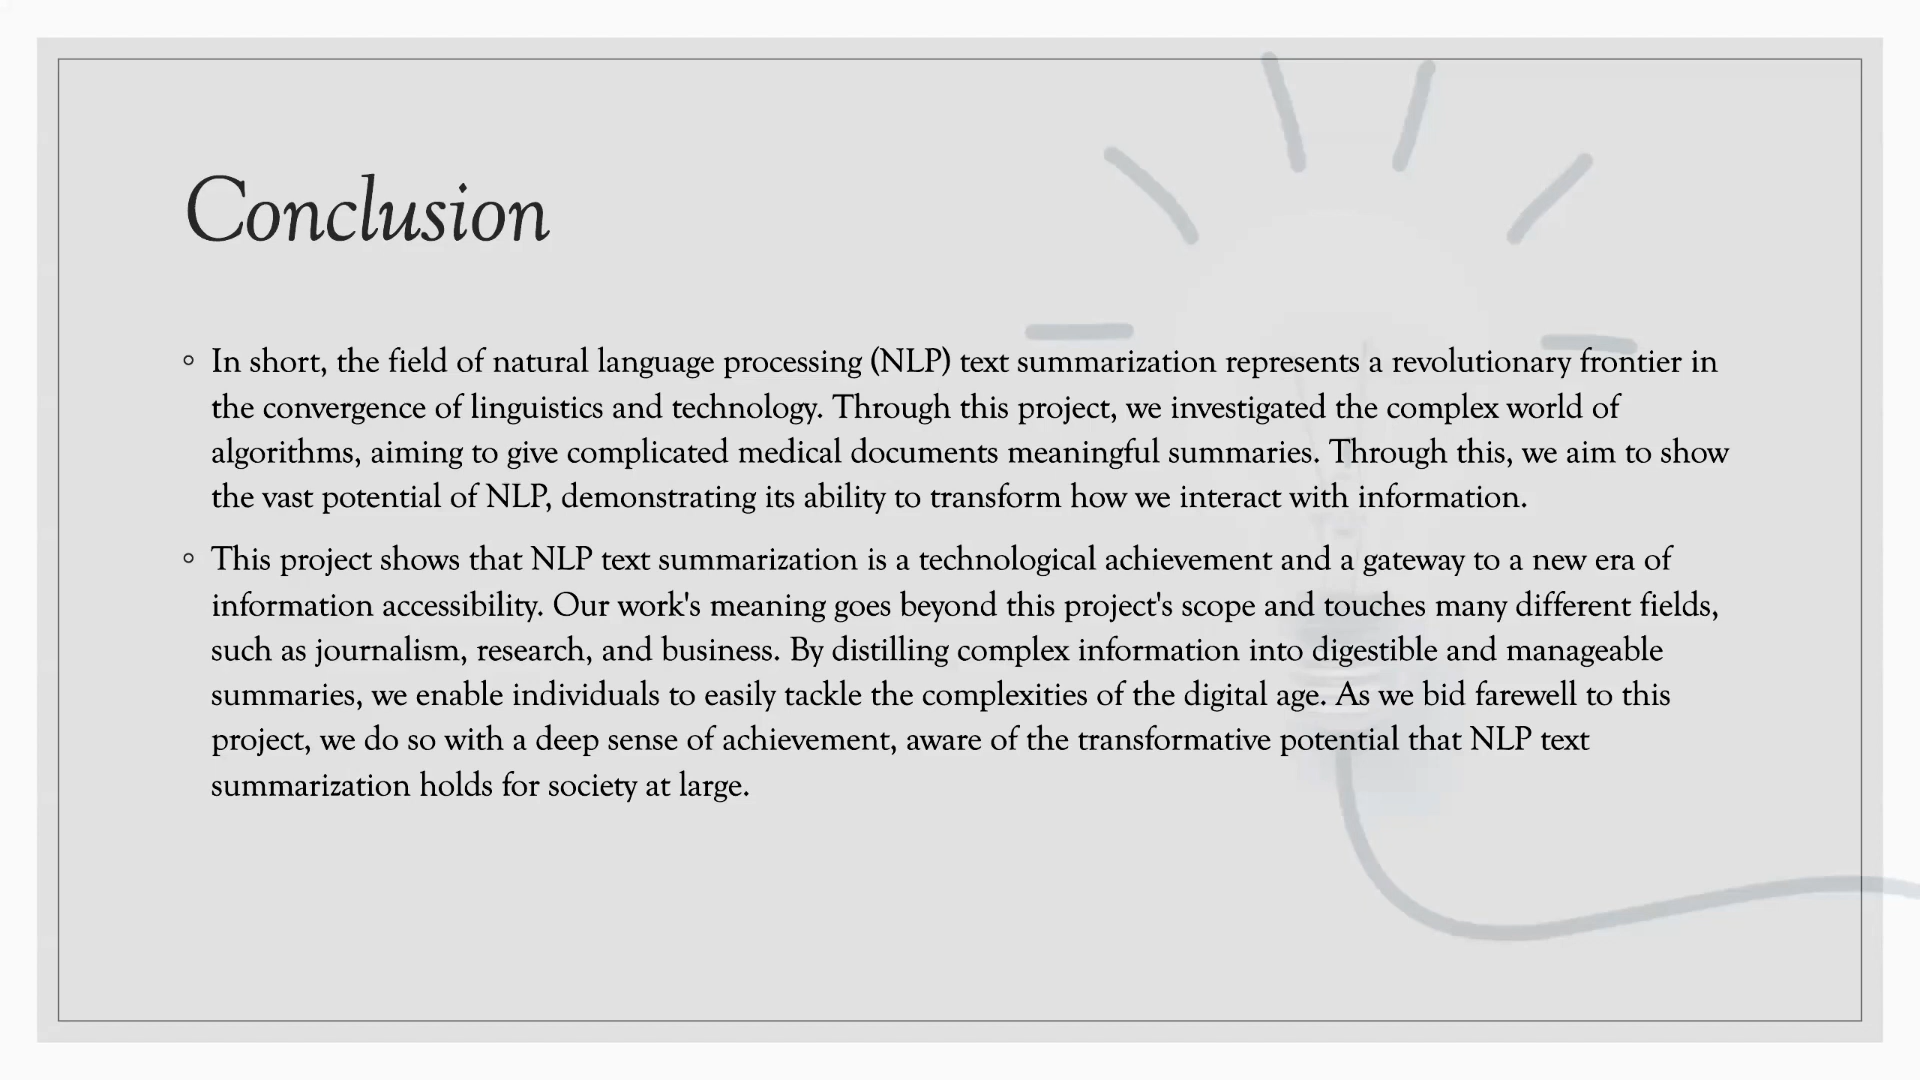 Conclusion
◦ In short, the field of natural language processing (NLP) text summarization represents a revolutionary frontier in
the convergence of linguistics and technology. Through this project, we investigated the complex world of
algorithms, aiming to give complicated medical documents meaningful summaries. Through this, we aim to show
the vast potential of NLP, demonstrating its ability to transform how we interact with information.
◦ This project shows that NLP text summarization is a technological achievement and a gateway to a new era of
information accessibility. Our work's meaning goes beyond this project's scope and touches many different fields,
such as journalism, research, and business. By distilling complex information into digestible and manageable
summaries, we enable individuals to easily tackle the complexities of the digital age. As we bid farewell to this
project, we do so with a deep sense of achievement, aware of the transformative potential that NLP text
summarization holds for society at large.